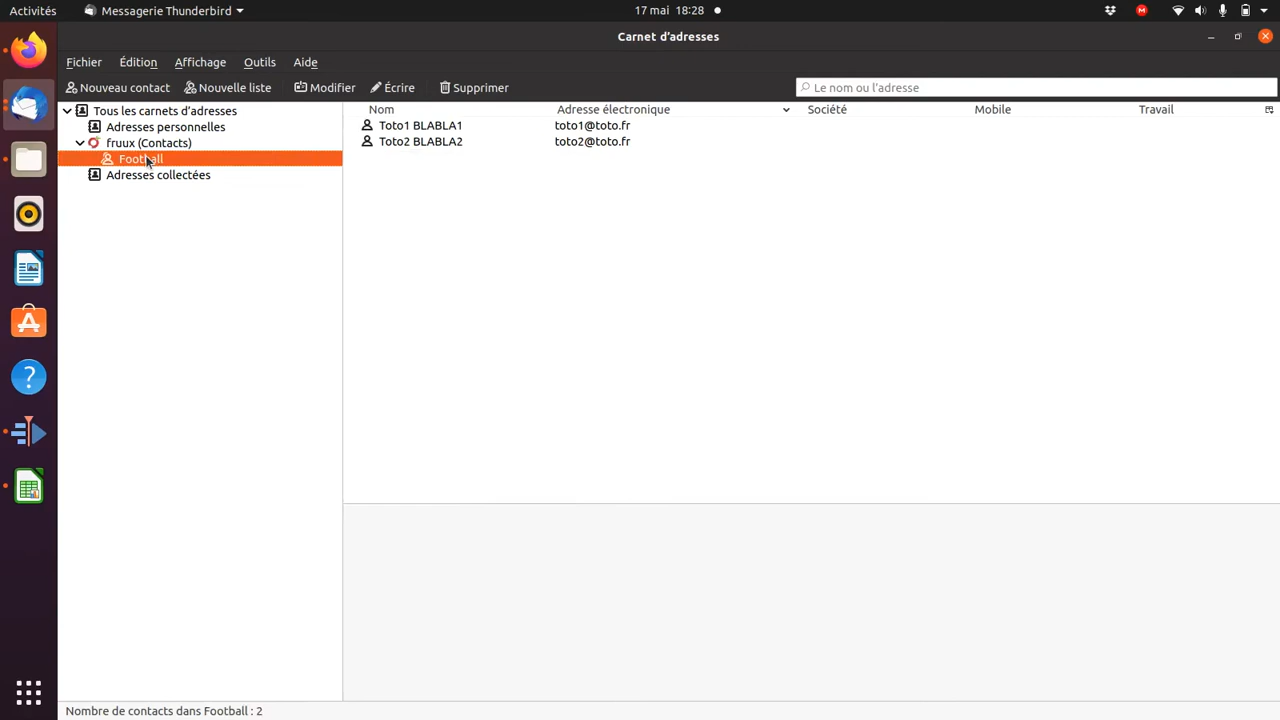 Activités Messagerie Thunderbird 17 mai 18:28
Carnet d'adresses
Fichier Édition Affichage Outils Aide
Nouveau contact Nouvelle liste Modifier Écrire Supprimer Le nom ou l'adresse
Tous les carnets d'adresses
Adresses personnelles
fruux (Contacts)
Football
Adresses collectées
Nom Adresse électronique Société Mobile Travail
Toto1 BLABLA1 toto1@toto.fr
Toto2 BLABLA2 toto2@toto.fr
Nombre de contacts dans Football : 2